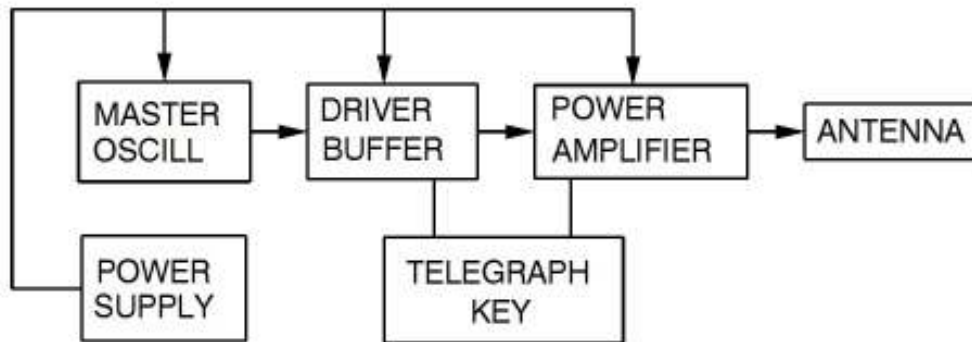 MASTER
OSCILL
DRIVER
BUFFER
POWER
AMPLIFIER
ANTENNA
POWER
SUPPLY
TELEGRAPH
KEY